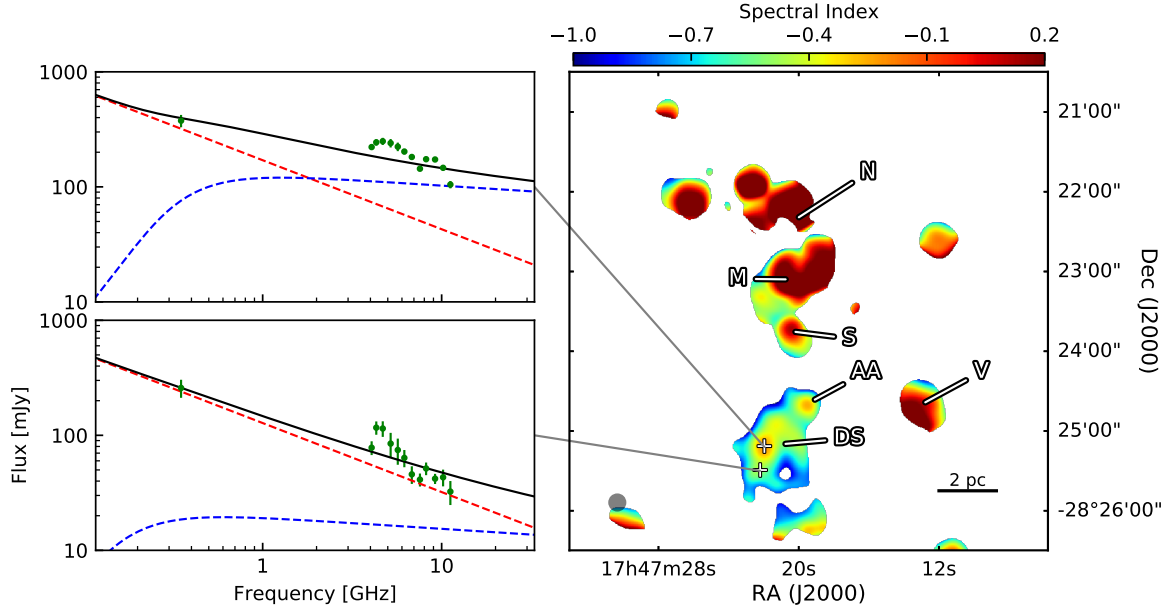 Spectral Index
−1.0 −0.7 −0.4 −0.1 0.2
1000
100
10
1000
100
10
1 10
Flux [mJy]
Frequency [GHz]
N
M
S
AA
V
DS
2 pc
21'00"
22'00"
23'00"
24'00"
25'00"
-28°26'00"
Dec (J2000)
17h47m28s 20s 12s
RA (J2000)